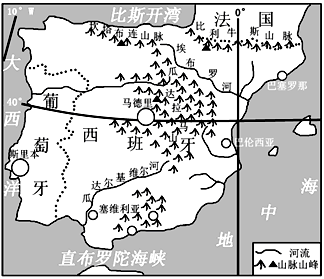 10°W
比斯开湾
法国
0°
坎塔布连山脉
比利牛斯山脉
大西洋
埃布罗河
瓜达拉马山
巴塞罗那
40°
葡萄牙
马德里
西班牙
巴伦西亚
斯里本
瓜达尔基维尔河
塞维利亚
地中海
直布罗陀海峡
河流
山脉山峰